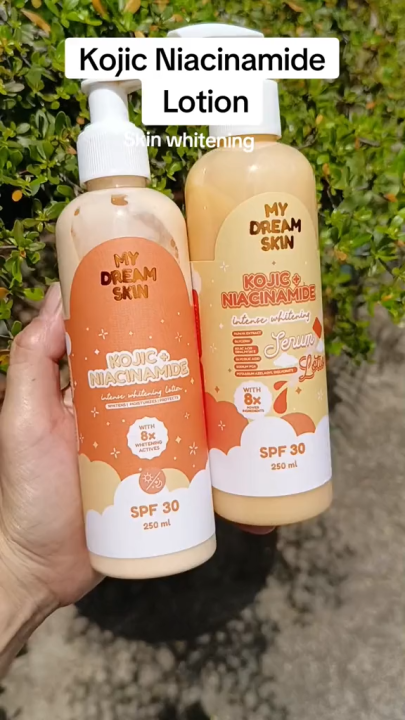 Kojic Niacinamide
Lotion
Skin whitening
MY
DREAM
SKIN
KOJIC +
NIACINAMIDE
intense whitening lotion
WITH
8x
WHITENING
ACTIVES
SPF 30
250 ml
MY
DREAM
SKIN
KOJIC +
NIACINAMIDE
intense whitening
Serum
WITH
8x
SPF 30
250 ml